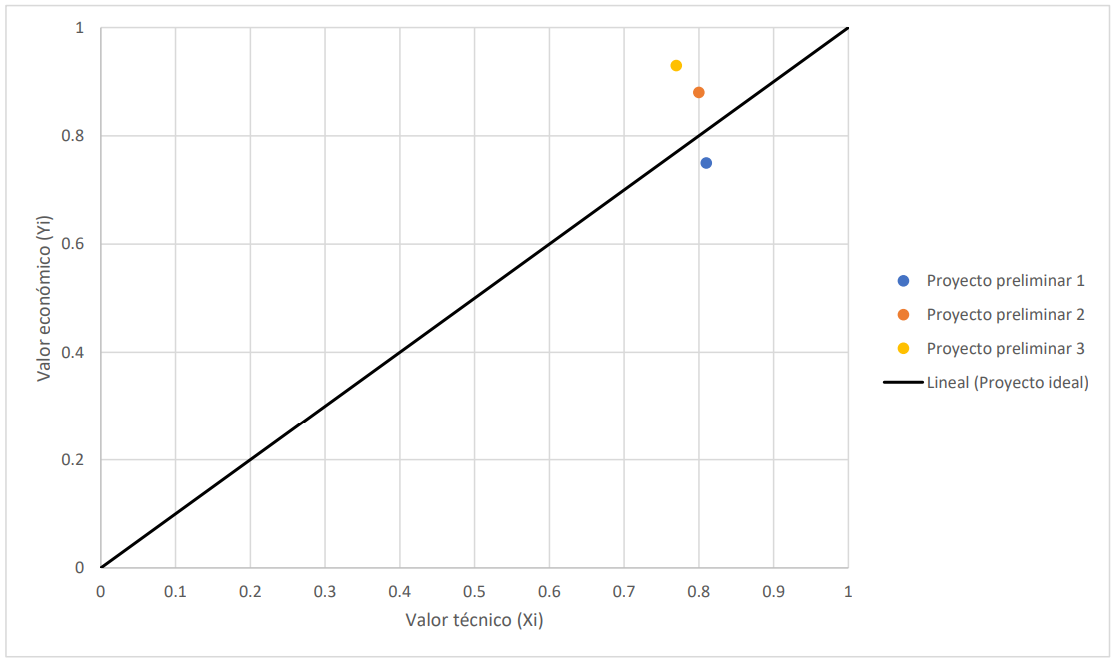 1
0.8
0.6
0.4
0.2
0
Valor económico (Yi)
0 0.1 0.2 0.3 0.4 0.5 0.6 0.7 0.8 0.9 1
Valor técnico (Xi)
Proyecto preliminar 1
Proyecto preliminar 2
Proyecto preliminar 3
Lineal (Proyecto ideal)